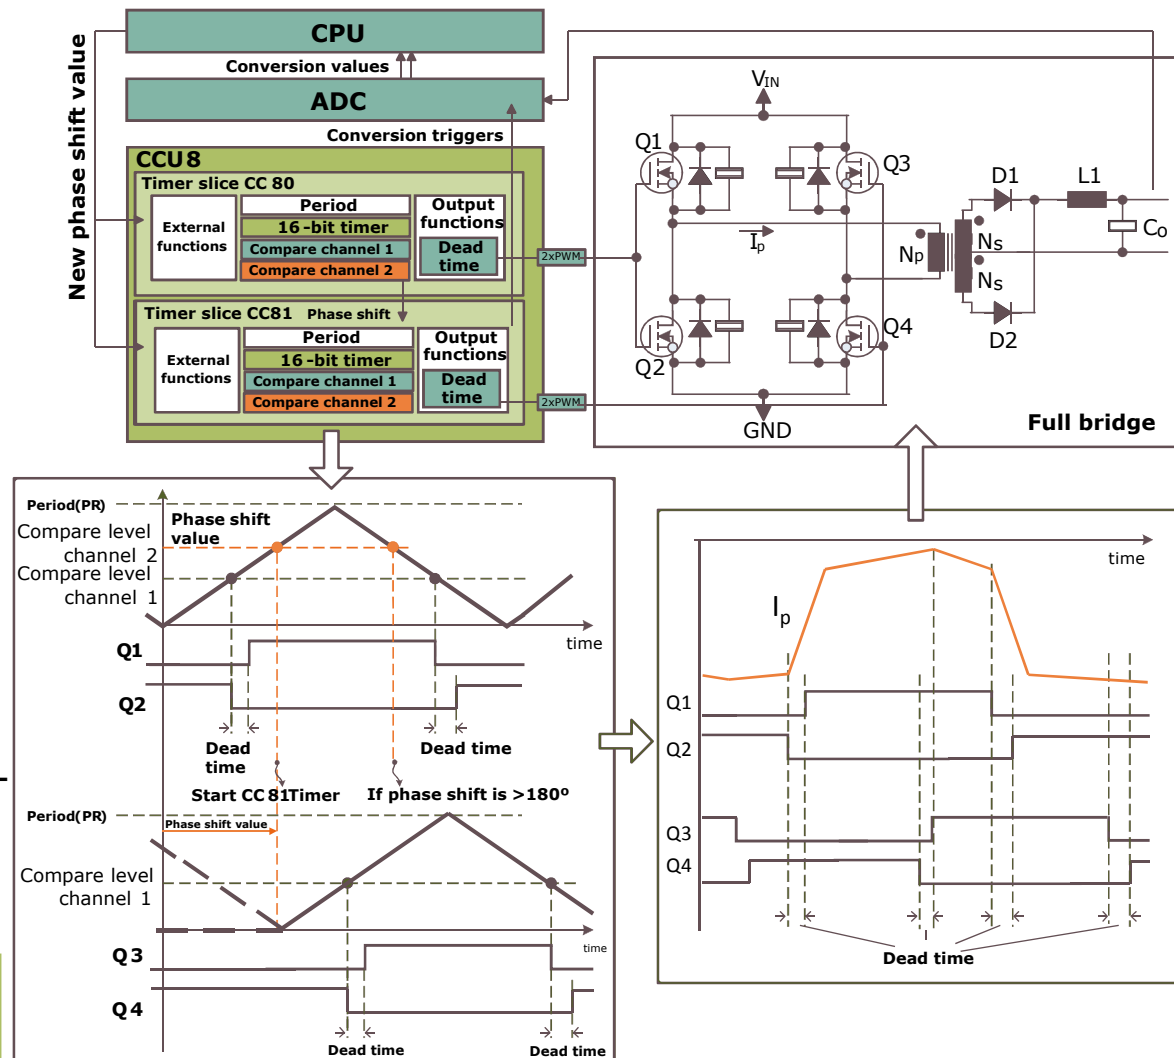 CPU
Conversion values
New phase shift value
ADC
Conversion triggers
CCU8
Timer slice CC 80
External functions
Period
16-bit timer
Compare channel 1
Compare channel 2
Output functions
Dead time
2xPWM
Timer slice CC81
Phase shift
External functions
Period
16-bit timer
Compare channel 1
Compare channel 2
Output functions
Dead time
2xPWM
VIN
Q1
Q3
Ip
Q2
Q4
GND
Np
Ns
Ns
D1
D2
L1
Co
Full bridge
Period(PR)
Phase shift value
Compare level channel 2
Compare level channel 1
time
Q1
Q2
Dead time
Dead time
Start CC81Timer
If phase shift is >180º
Period(PR)
Phase shift value
Compare level channel 1
time
Q3
Q4
Dead time
Dead time
time
Ip
Q1
Q2
Q3
Q4
Dead time